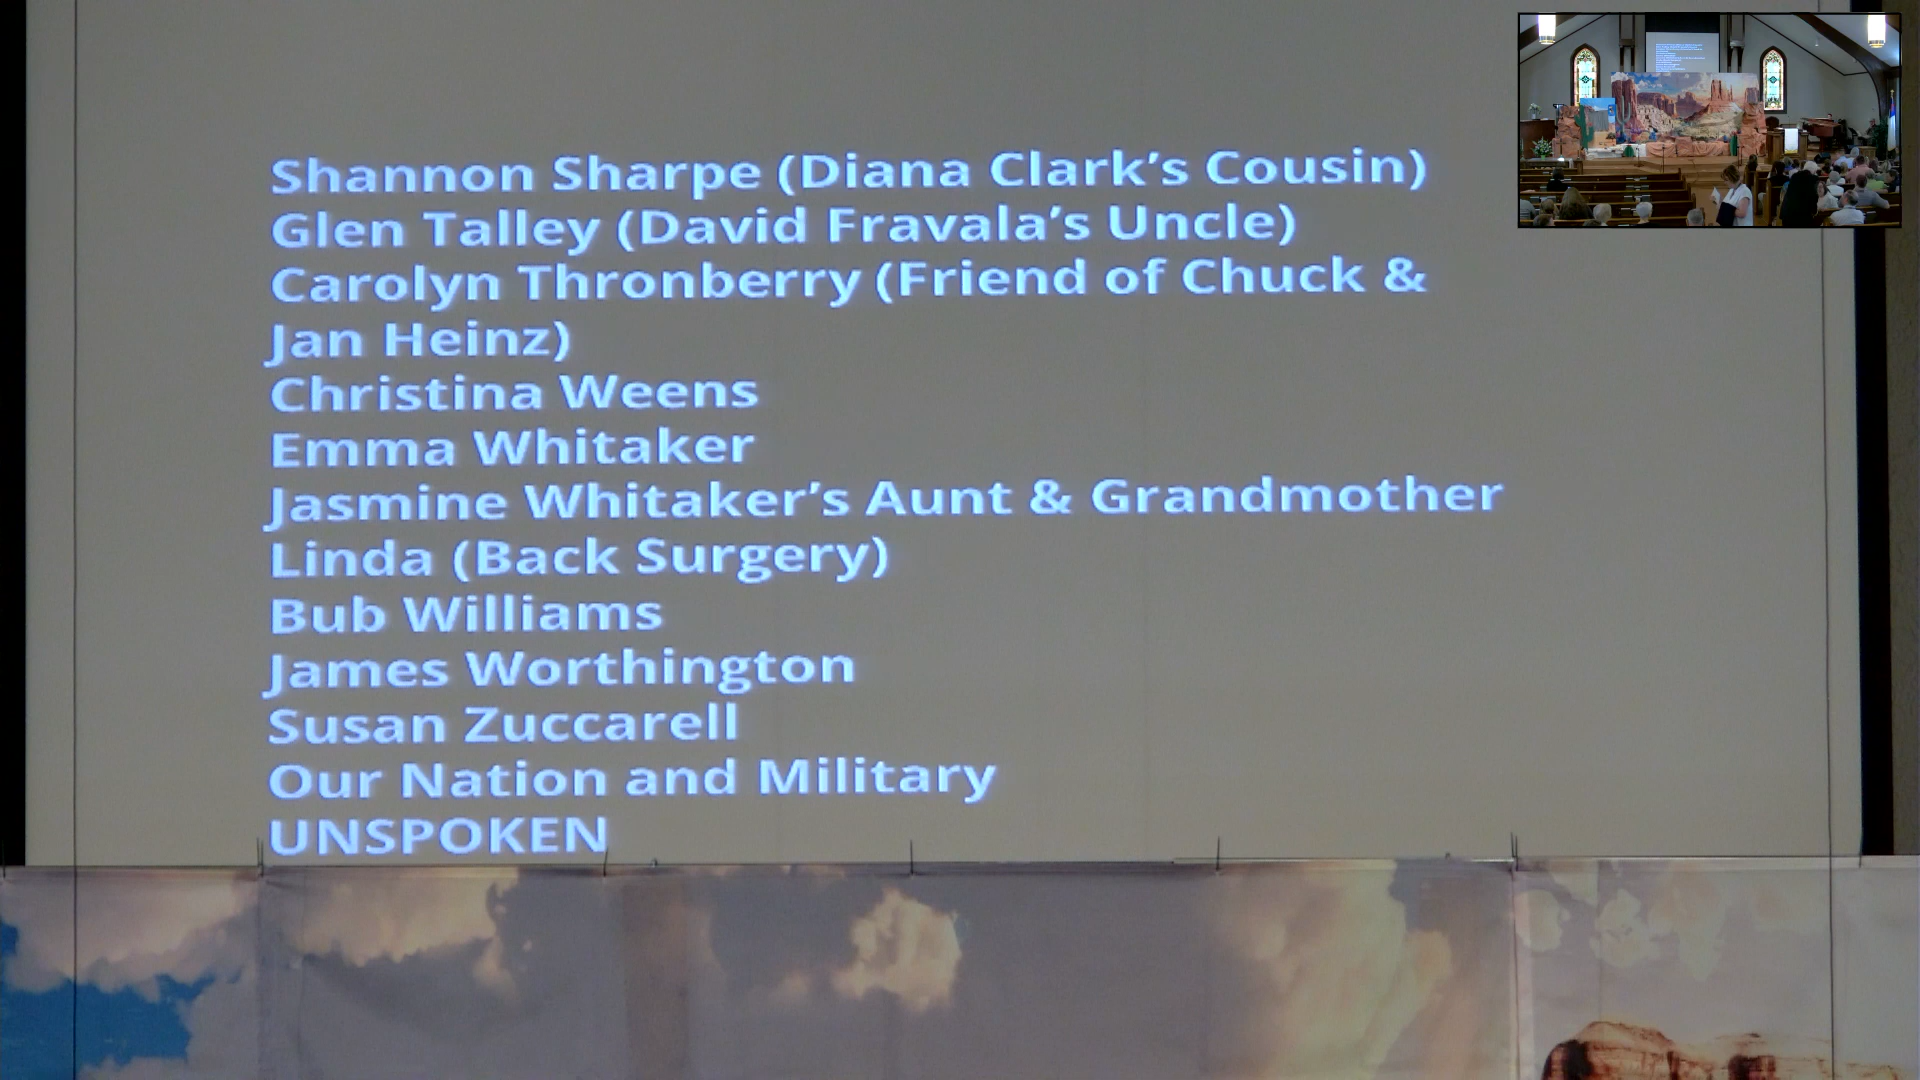 Shannon Sharpe (Diana Clark’s Cousin)
Glen Talley (David Fravala’s Uncle)
Carolyn Thronberry (Friend of Chuck &
Jan Heinz)
Christina Weens
Emma Whitaker
Jasmine Whitaker’s Aunt & Grandmother
Linda (Back Surgery)
Bub Williams
James Worthington
Susan Zuccarell
Our Nation and Military
UNSPOKEN